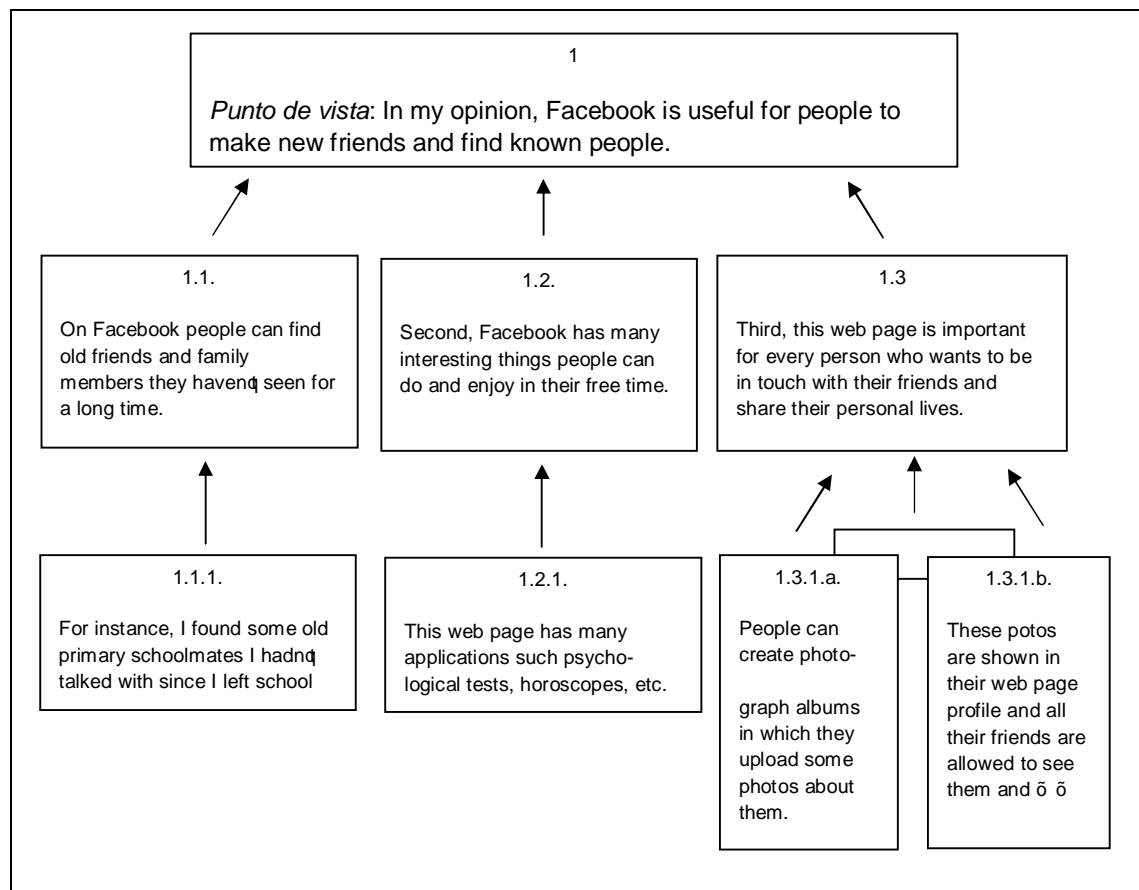 1
Punto de vista: In my opinion, Facebook is useful for people to
make new friends and find known people.
1.1.
On Facebook people can find
old friends and family
members they havenq seen for
a long time.
1.2.
Second, Facebook has many
interesting things people can
do and enjoy in their free time.
1.3
Third, this web page is important
for every person who wants to be
in touch with their friends and
share their personal lives.
1.1.1.
For instance, I found some old
primary schoolmates I hadnq
talked with since I left school
1.2.1.
This web page has many
applications such psycho-
logical tests, horoscopes, etc.
1.3.1.a.
People can
create photo-
graph albums
in which they
upload some
photos about
them.
1.3.1.b.
These potos
are shown in
their web page
profile and all
their friends are
allowed to see
them and õ õ